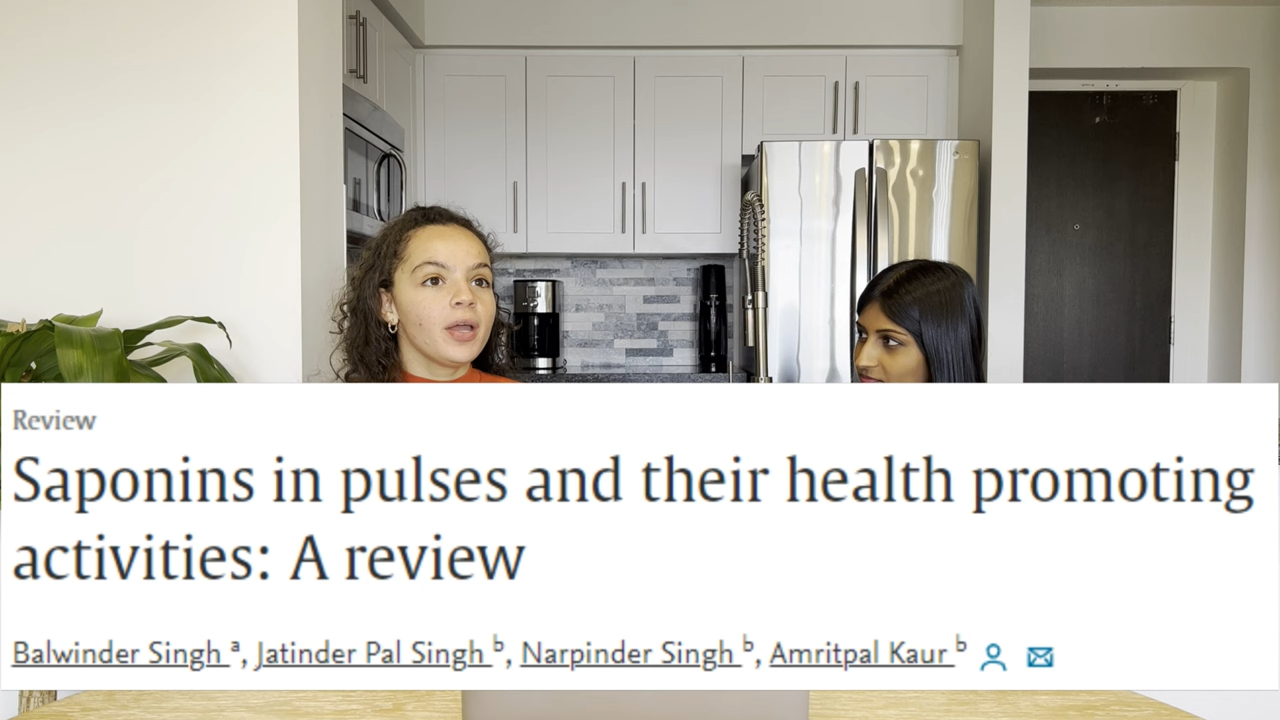 Review
Saponins in pulses and their health promoting
activities: A review
Balwinder Singh ᵃ, Jatinder Pal Singh ᵇ, Narpinder Singh ᵇ, Amritpal Kaur ᵇ